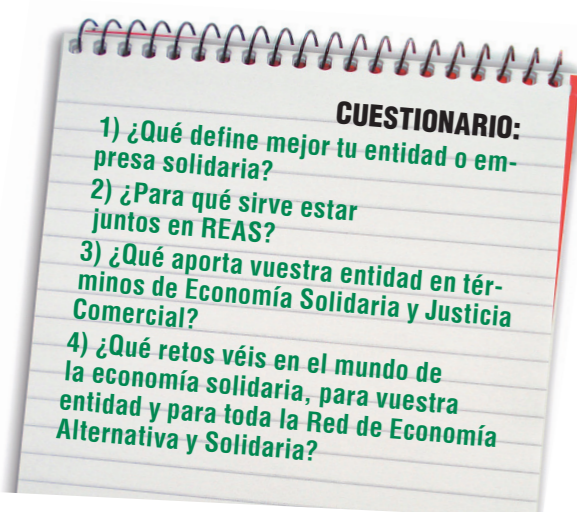 CUESTIONARIO:
1) ¿Qué define mejor tu entidad o em-
presa solidaria?
2) ¿Para qué sirve estar
juntos en REAS?
3) ¿Qué aporta vuestra entidad en tér-
minos de Economía Solidaria y Justicia
Comercial?
4) ¿Qué retos véis en el mundo de
la economía solidaria, para vuestra
entidad y para toda la Red de Economía
Alternativa y Solidaria?